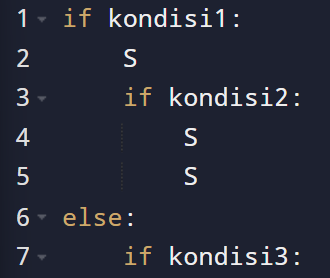 1 if kondisi1:
2     S
3     if kondisi2:
4         S
5         S
6 else:
7     if kondisi3: